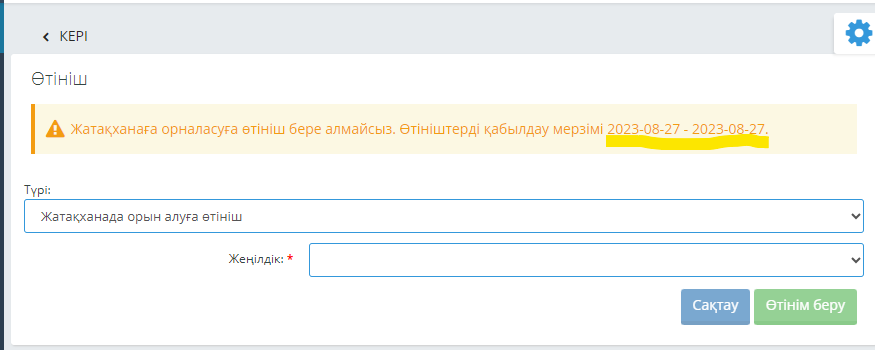 КЕРІ
Өтініш
Жатақханаға орналасуға өтініш бере алмайсыз. Өтініштерді қабылдау мерзімі 2023-08-27 - 2023-08-27.
Түрі:
Жатақханада орын алуға өтініш
Жеңілдік: *
Сақтау Өтінім беру